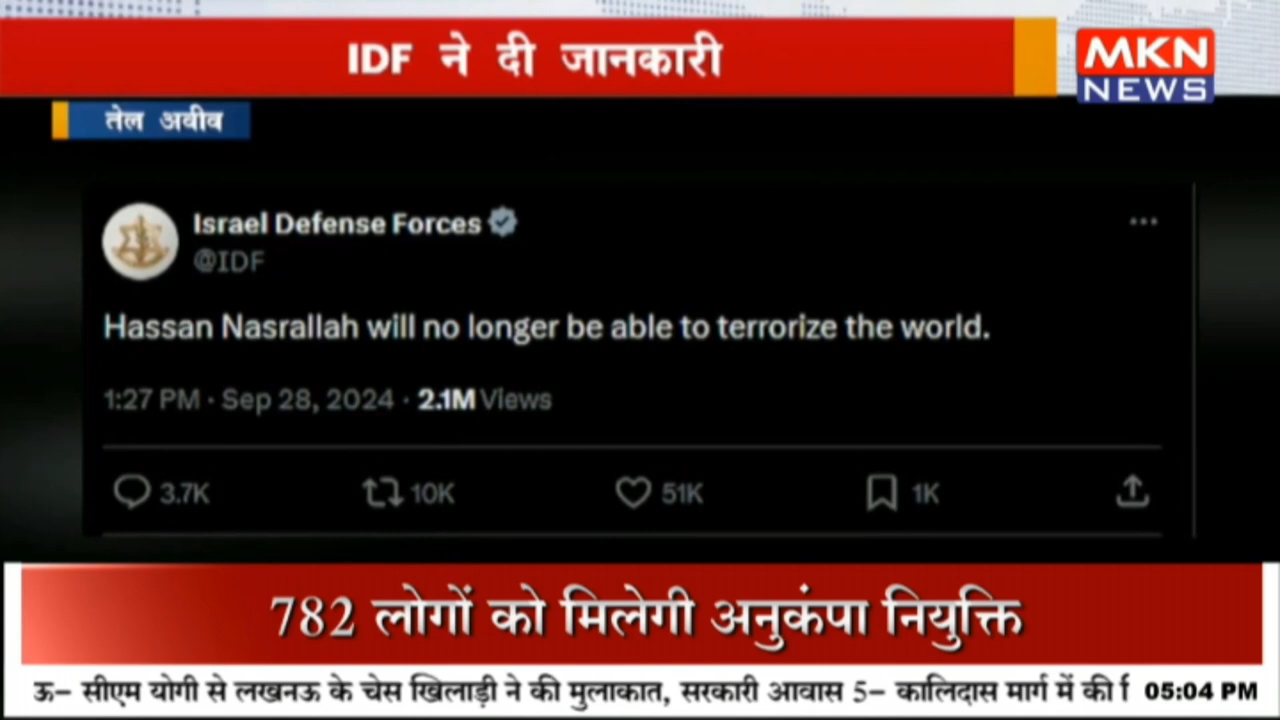 IDF ने दी जानकारी
MKN
NEWS
तेल अवीव
Israel Defense Forces
@IDF
Hassan Nasrallah will no longer be able to terrorize the world.
1:27 PM · Sep 28, 2024 · 2.1M Views
3.7K 10K 51K 1K
782 लोगों को मिलेगी अनुकंपा नियुक्ति
ऊ– सीएम योगी से लखनऊ के चेस खिलाड़ी ने की मुलाकात, सरकारी आवास 5– कालिदास मार्ग में की 05:04 PM